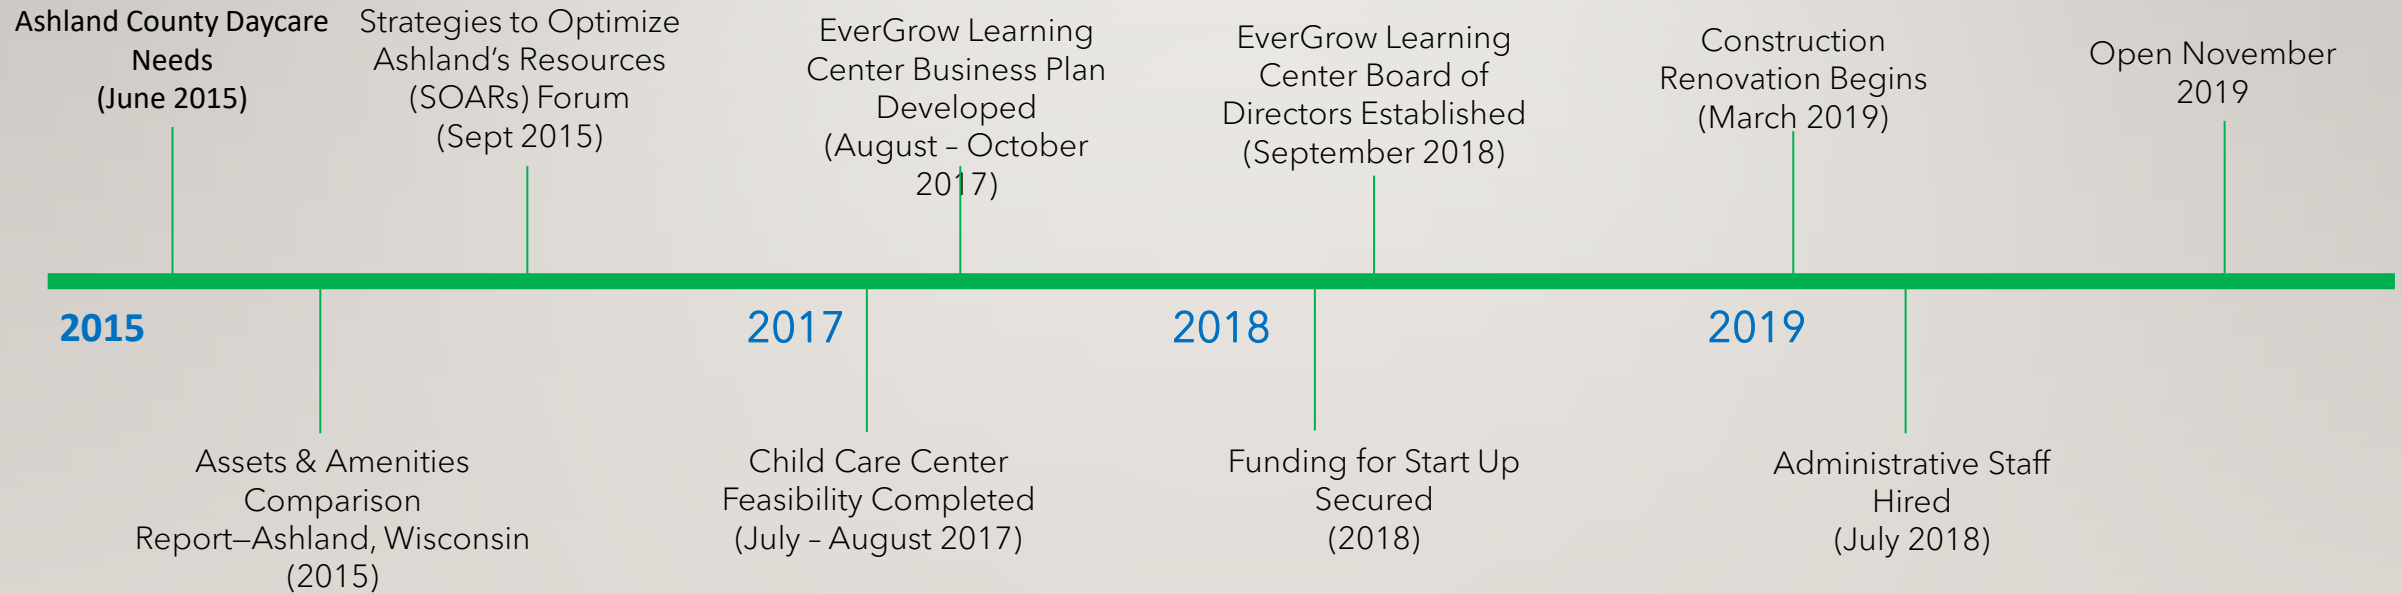 Ashland County Daycare
Needs
(June 2015)
Strategies to Optimize
Ashland’s Resources
(SOARs) Forum
(Sept 2015)
EverGrow Learning
Center Business Plan
Developed
(August – October
2017)
EverGrow Learning
Center Board of
Directors Established
(September 2018)
Construction
Renovation Begins
(March 2019)
Open November
2019
2015
2017
2018
2019
Assets & Amenities
Comparison
Report—Ashland, Wisconsin
(2015)
Child Care Center
Feasibility Completed
(July – August 2017)
Funding for Start Up
Secured
(2018)
Administrative Staff
Hired
(July 2018)